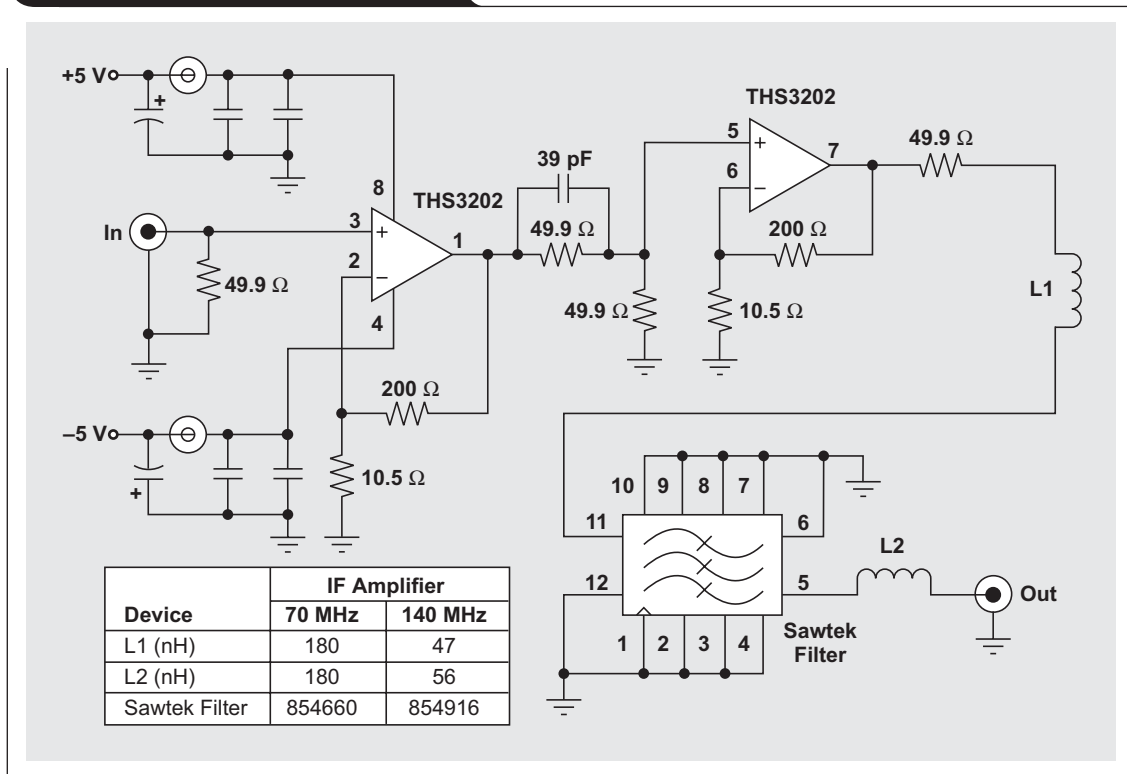 +5 V
+
THS3202
5
+
7
6
−
49.9 Ω
39 pF
8
THS3202
In
3
+
1
2
−
49.9 Ω
200 Ω
49.9 Ω
L1
4
49.9 Ω
10.5 Ω
200 Ω
–5 V
+
10.5 Ω
10 9 8 7
11
6
L2
12
5
Out
1 2 3 4
Sawtek
Filter
IF Amplifier
Device 70 MHz 140 MHz
L1 (nH) 180 47
L2 (nH) 180 56
Sawtek Filter 854660 854916